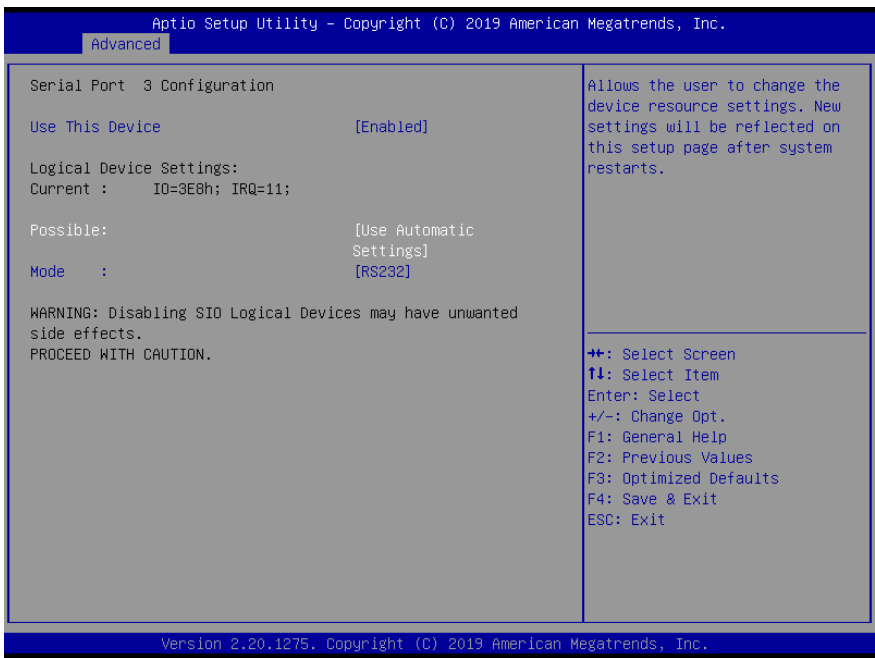 Aptio Setup Utility – Copyright (C) 2019 American Megatrends, Inc.
Advanced
Serial Port 3 Configuration
Use This Device [Enabled]
Logical Device Settings:
Current : IO=3E8h; IRQ=11;
Possible: [Use Automatic
Settings]
Mode : [RS232]
WARNING: Disabling SIO Logical Devices may have unwanted
side effects.
PROCEED WITH CAUTION.
Allows the user to change the
device resource settings. New
settings will be reflected on
this setup page after system
restarts.
→←: Select Screen
↑↓: Select Item
Enter: Select
+/-: Change Opt.
F1: General Help
F2: Previous Values
F3: Optimized Defaults
F4: Save & Exit
ESC: Exit
Version 2.20.1275. Copyright (C) 2019 American Megatrends, Inc.